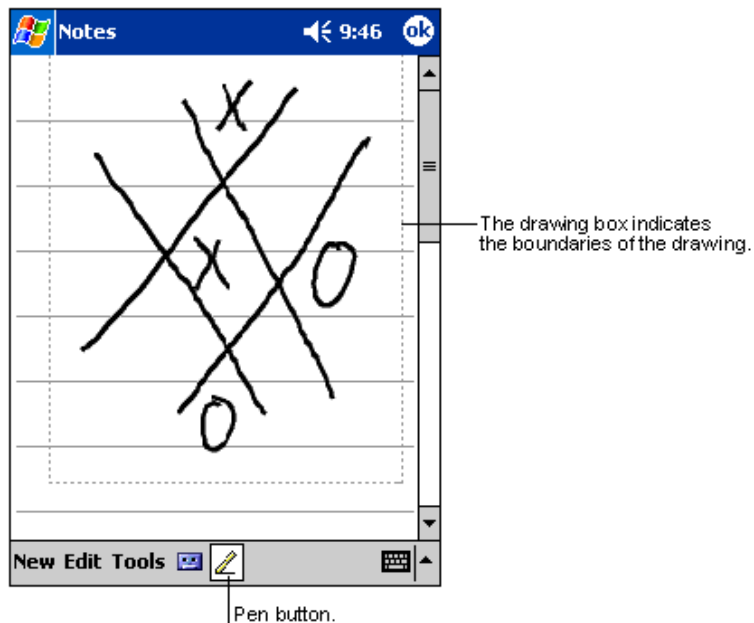 Notes 9:46 ok
X
X
O
O
The drawing box indicates
the boundaries of the drawing.
New Edit Tools
Pen button.